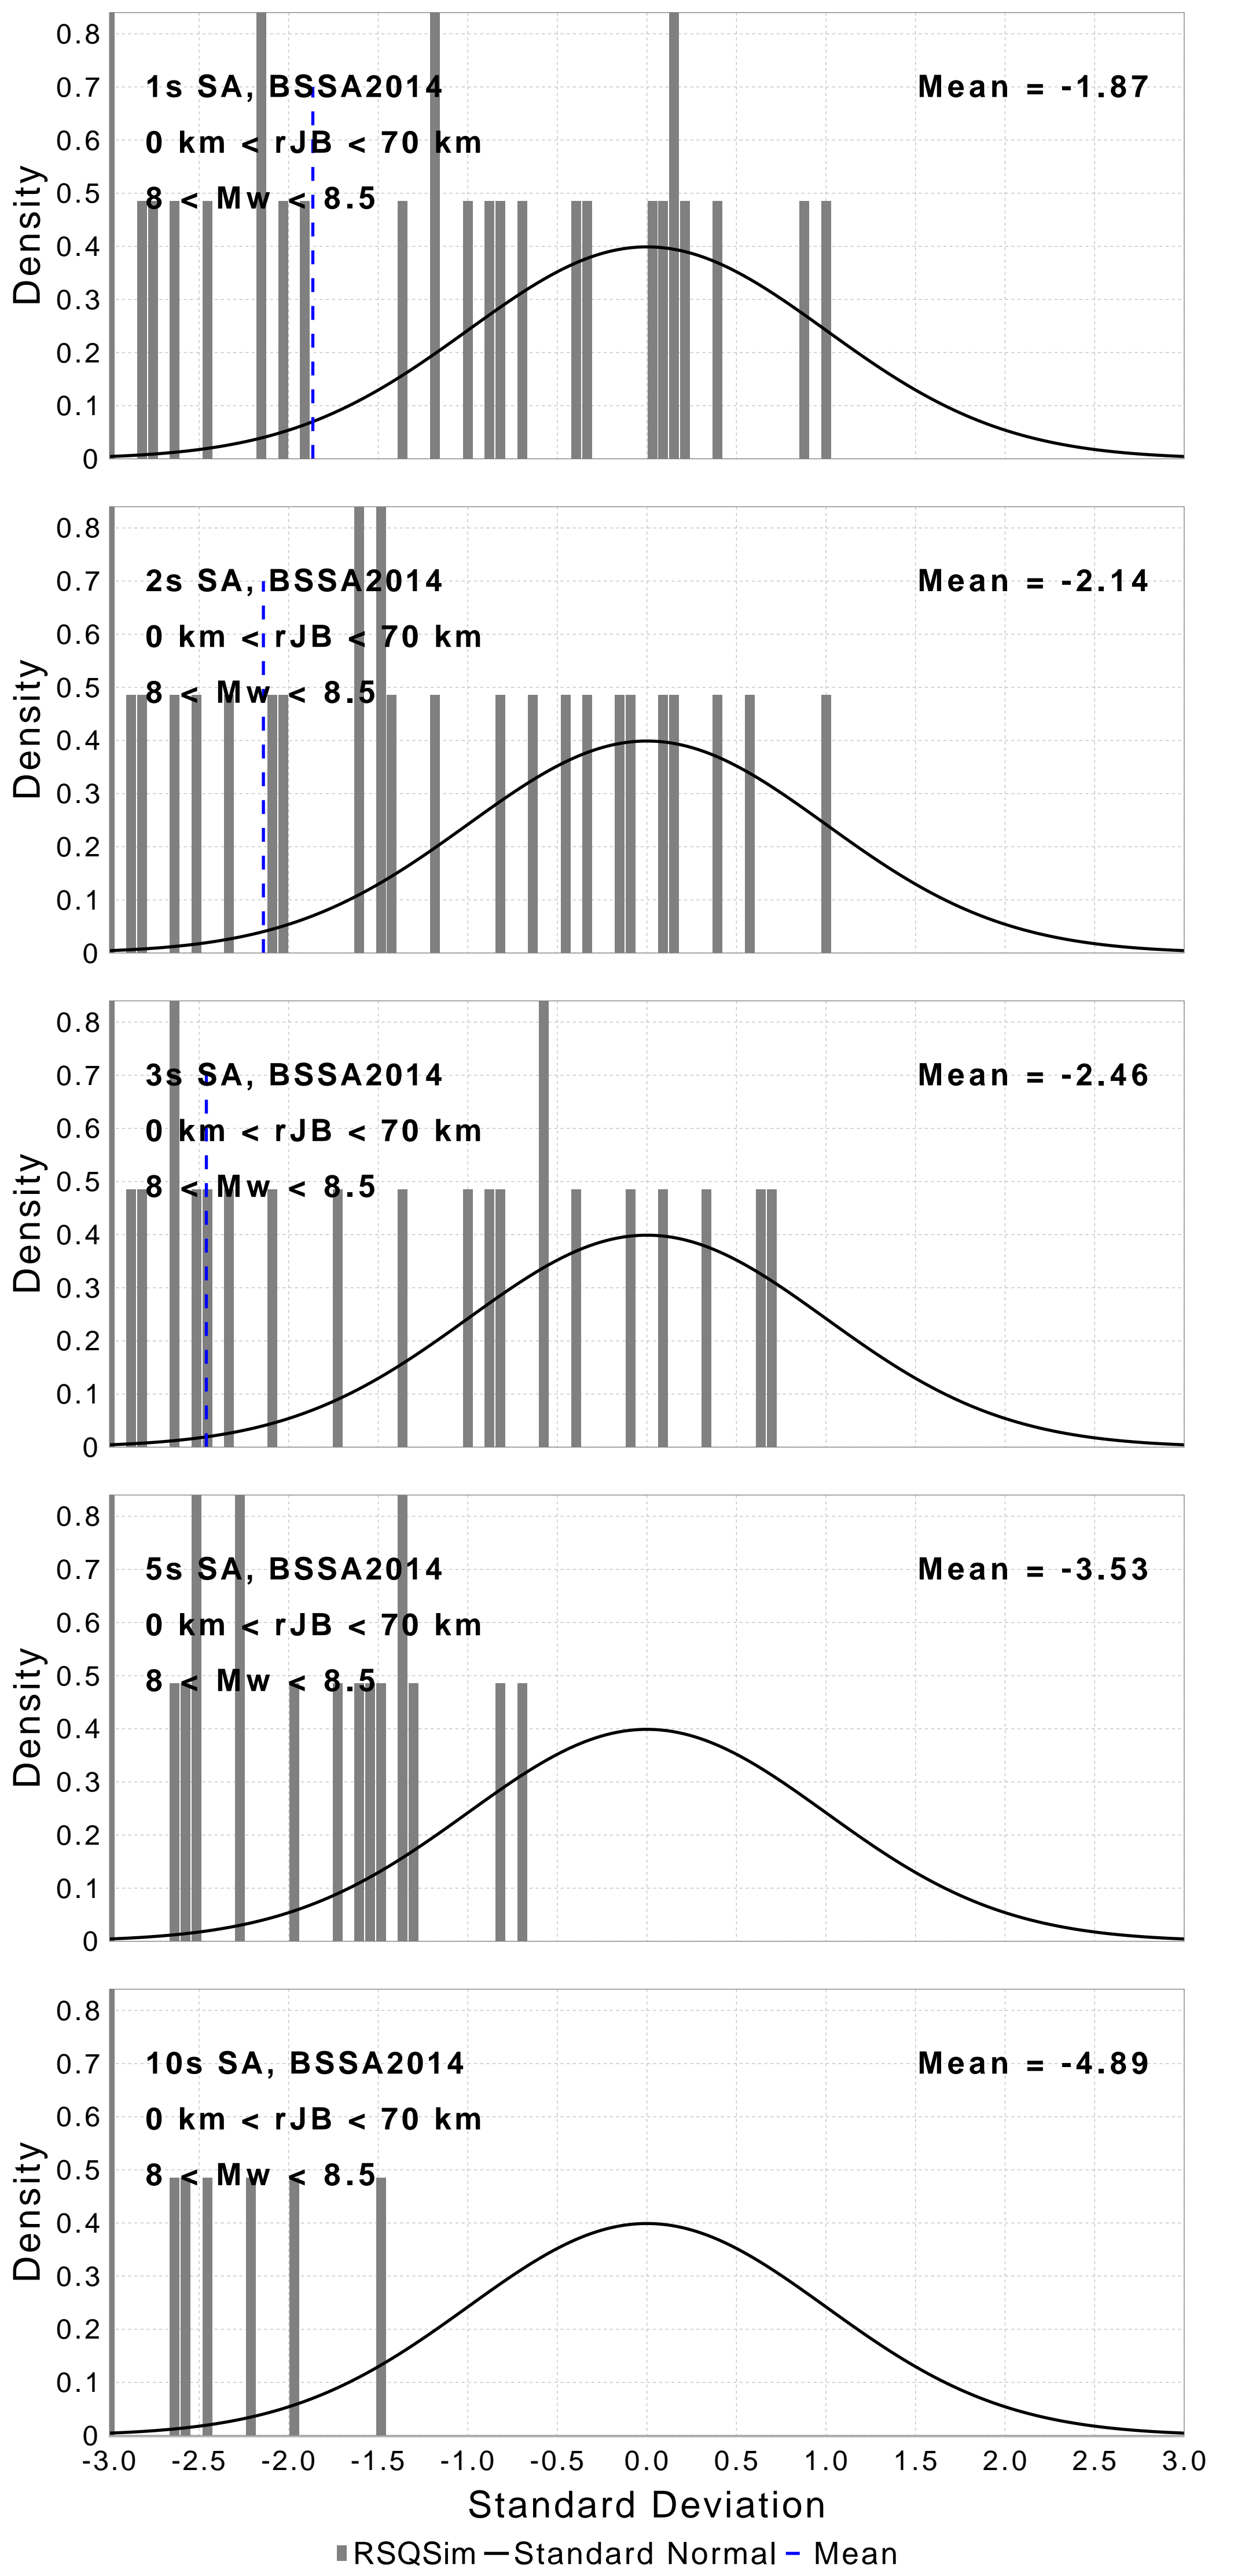 0.8
0.7
0.6
0.5
0.4
0.3
0.2
0.1
0
Density
1s SA, BSSA2014
0 km < rJB < 70 km
8 < Mw < 8.5
Mean = -1.87
0.8
0.7
0.6
0.5
0.4
0.3
0.2
0.1
0
Density
2s SA, BSSA2014
0 km < rJB < 70 km
8 < Mw < 8.5
Mean = -2.14
0.8
0.7
0.6
0.5
0.4
0.3
0.2
0.1
0
Density
3s SA, BSSA2014
0 km < rJB < 70 km
8 < Mw < 8.5
Mean = -2.46
0.8
0.7
0.6
0.5
0.4
0.3
0.2
0.1
0
Density
5s SA, BSSA2014
0 km < rJB < 70 km
8 < Mw < 8.5
Mean = -3.53
0.8
0.7
0.6
0.5
0.4
0.3
0.2
0.1
0
Density
10s SA, BSSA2014
0 km < rJB < 70 km
8 < Mw < 8.5
Mean = -4.89
-3.0 -2.5 -2.0 -1.5 -1.0 -0.5 0.0 0.5 1.0 1.5 2.0 2.5 3.0
Standard Deviation
RSQSim Standard Normal Mean